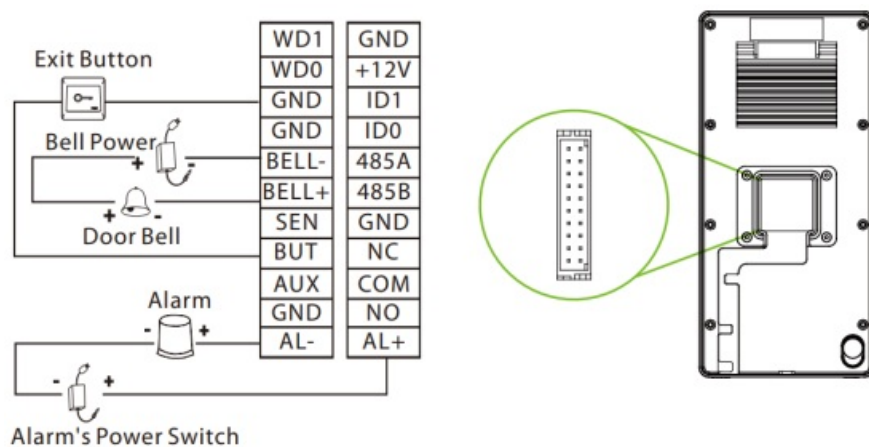 WD1 GND
Exit Button
WD0 +12V
GND ID1
GND ID0
Bell Power
+ -
BELL- 485A
BELL+ 485B
+ -
Door Bell
SEN GND
BUT NC
AUX COM
Alarm
GND NO
- +
AL- AL+
- +
Alarm's Power Switch